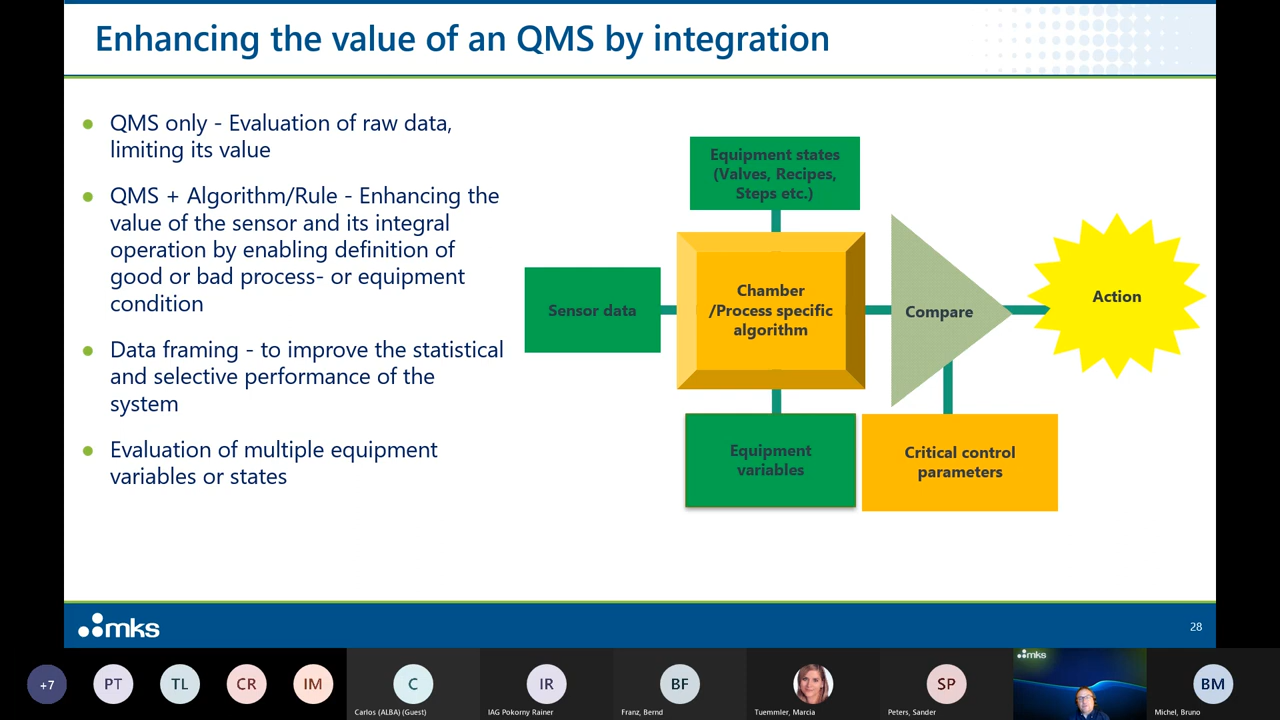 Enhancing the value of an QMS by integration
QMS only - Evaluation of raw data,
limiting its value
QMS + Algorithm/Rule - Enhancing the
value of the sensor and its integral
operation by enabling definition of
good or bad process- or equipment
condition
Data framing - to improve the statistical
and selective performance of the
system
Evaluation of multiple equipment
variables or states
Equipment states
(Valves, Recipes,
Steps etc.)
Sensor data
Chamber
/Process specific
algorithm
Compare
Action
Equipment
variables
Critical control
parameters
mks
28
+7
PT
TL
CR
IM
C
Carlos (ALBA) (Guest)
IR
IAG Pokorny Rainer
BF
Franz, Bernd
Tuemmler, Marcia
SP
Peters, Sander
mks
BM
Michel, Bruno